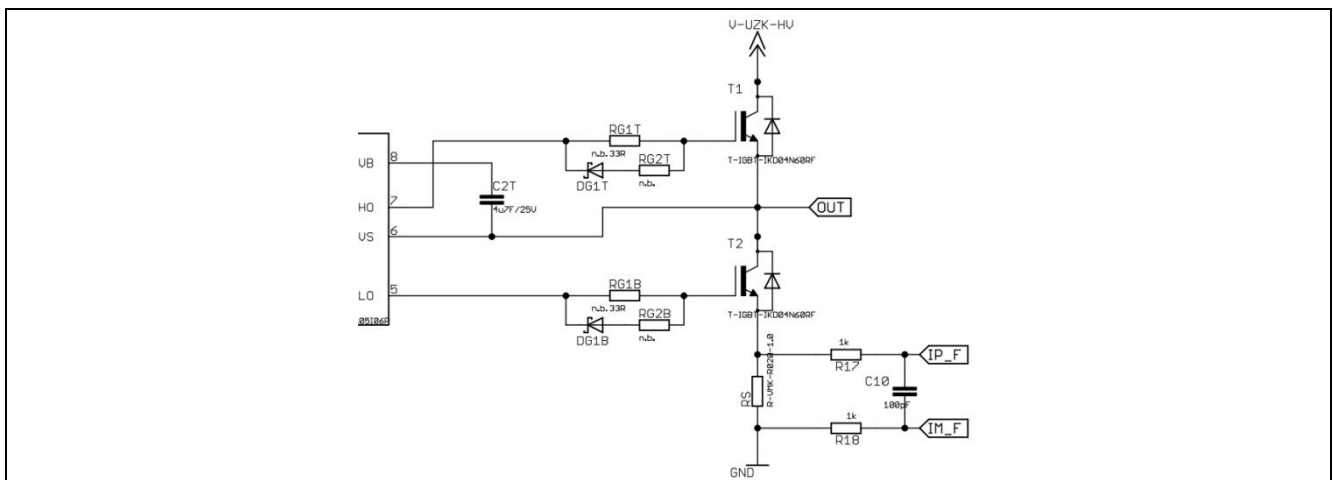 V-UZK-HV
T1
RG1T
n.b.33R
RG2T
VB
8
DG1T
n.b.
T-IGBT-IKD04N60RF
C2T
4u7F/25V
HO
7
OUT
VS
6
T2
RG1B
LO
5
n.b.33R
RG2B
T-IGBT-IKD04N60RF
DG1B
n.b.
1k
IP_F
R17
RS
R-VMK-R020-1.0
C10
100pF
1k
IM_F
R18
GND